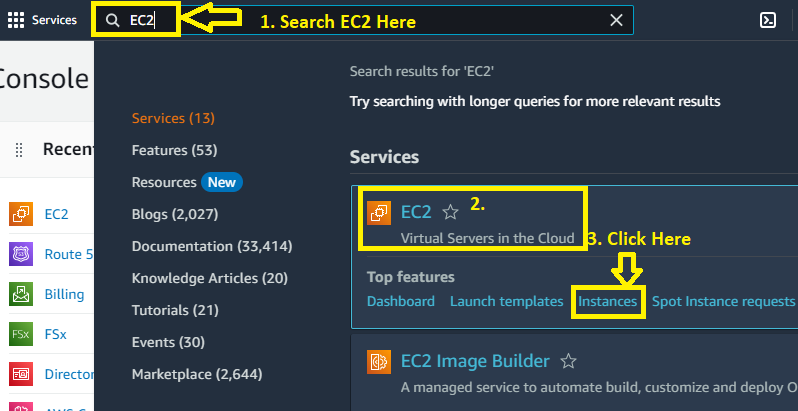 Services
EC2
1. Search EC2 Here
Console
Search results for 'EC2'
Try searching with longer queries for more relevant results
Services (13)
Features (53)
Resources New
Blogs (2,027)
Documentation (33,414)
Knowledge Articles (20)
Tutorials (21)
Events (30)
Marketplace (2,644)
Recent
EC2
Route 5
Billing
FSx
FSx
Director
Services
EC2
2.
Virtual Servers in the Cloud
3. Click Here
Top features
Dashboard Launch templates Instances Spot Instance requests
EC2 Image Builder
A managed service to automate build, customize and deploy O